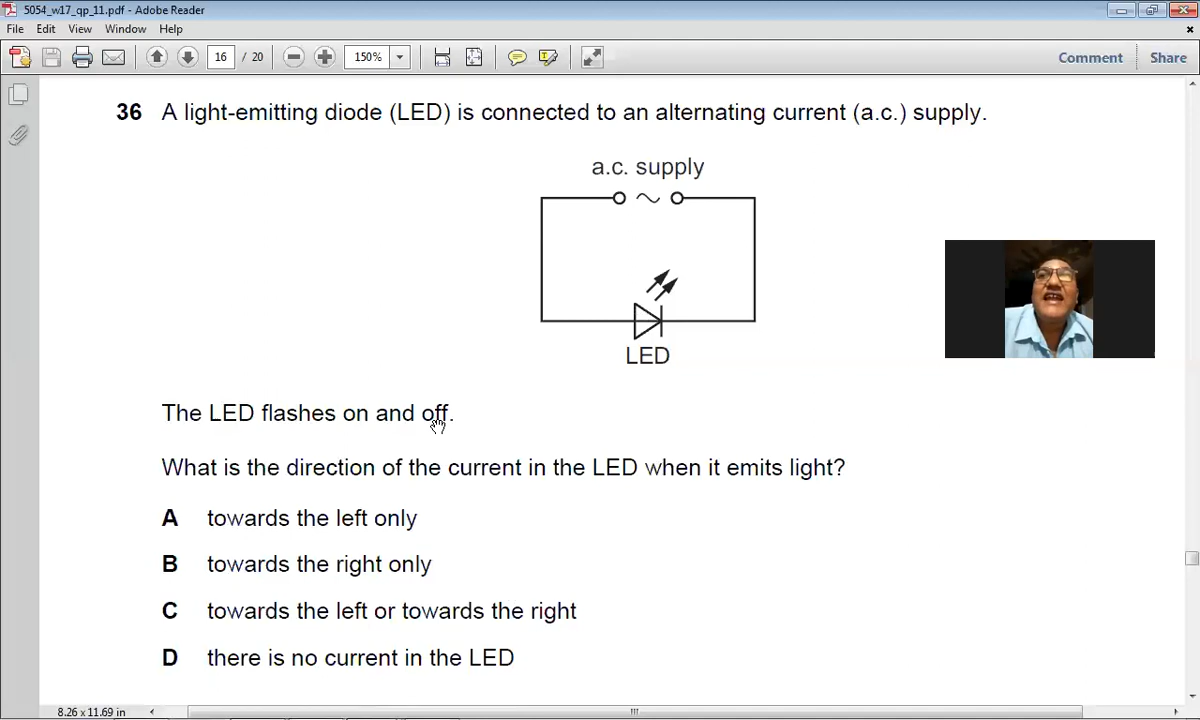 5054_w17_qp_11.pdf - Adobe Reader
File Edit View Window Help
16 / 20 150% Comment Share
36 A light-emitting diode (LED) is connected to an alternating current (a.c.) supply.
a.c. supply
LED
The LED flashes on and off.
What is the direction of the current in the LED when it emits light?
A towards the left only
B towards the right only
C towards the left or towards the right
D there is no current in the LED
8.26 x 11.69 in